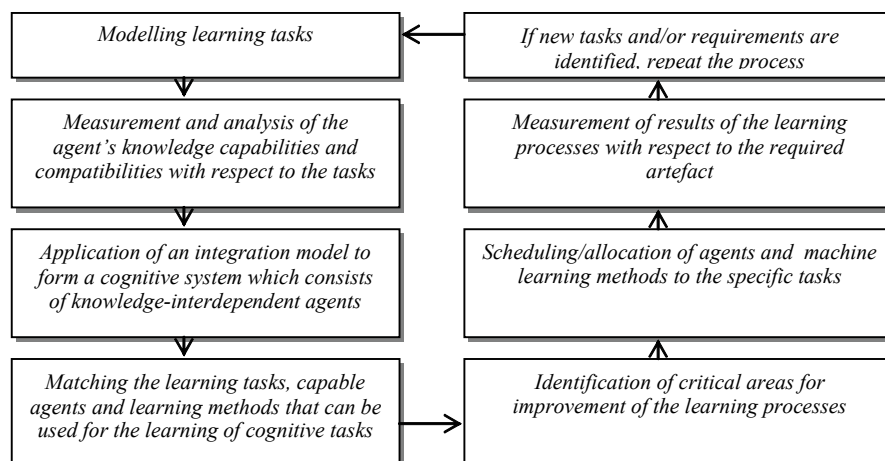 Modelling learning tasks
Measurement and analysis of the
agent's knowledge capabilities and
compatibilities with respect to the tasks
Application of an integration model to
form a cognitive system which consists
of knowledge-interdependent agents
Matching the learning tasks, capable
agents and learning methods that can be
used for the learning of cognitive tasks
If new tasks and/or requirements are
identified, repeat the process
Measurement of results of the learning
processes with respect to the required
artefact
Scheduling/allocation of agents and machine
learning methods to the specific tasks
Identification of critical areas for
improvement of the learning processes